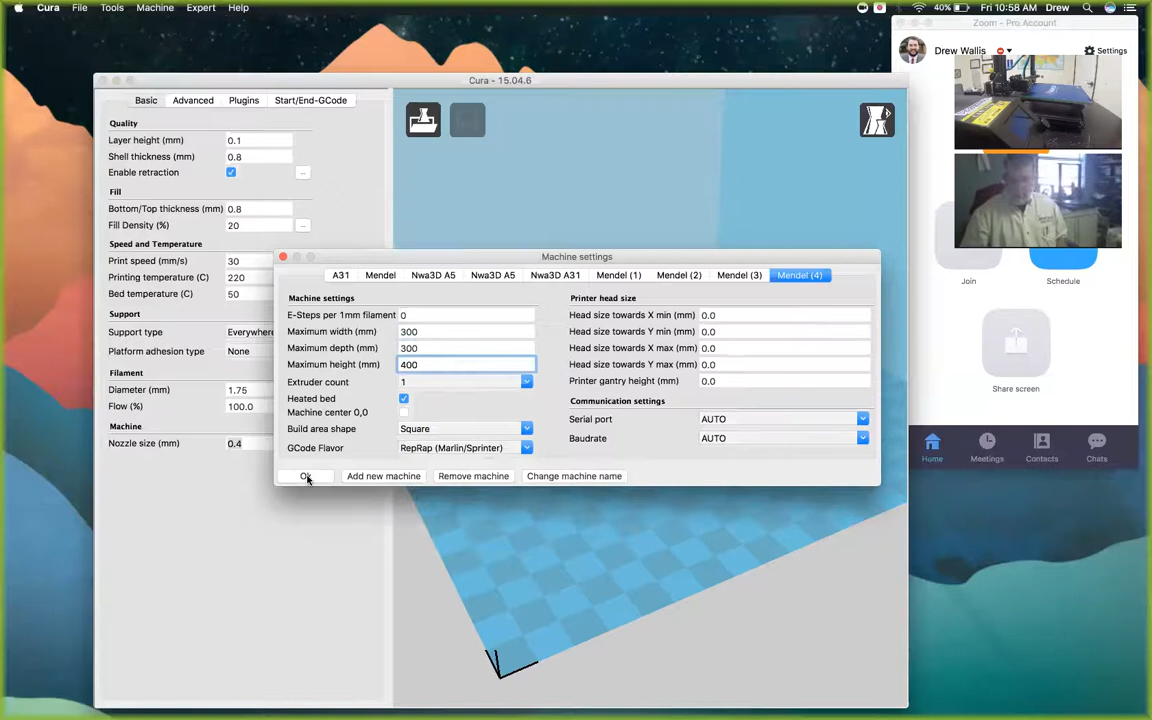 Cura File Tools Machine Expert Help 40% Fri 10:58 AM Drew
Zoom - Pro Account
Drew Wallis Settings
Cura - 15.04.6
Basic Advanced Plugins Start/End-GCode
Quality
Layer height (mm) 0.1
Shell thickness (mm) 0.8
Enable retraction ...
Fill
Bottom/Top thickness (mm) 0.8
Fill Density (%) 20 ...
Speed and Temperature
Print speed (mm/s) 30
Printing temperature (C) 220
Bed temperature (C) 50
Support
Support type Everywhere
Platform adhesion type None
Filament
Diameter (mm) 1.75
Flow (%) 100.0
Machine
Nozzle size (mm) 0.4
Machine settings
A31 Mendel Nwa3D A5 Nwa3D A5 Nwa3D A31 Mendel (1) Mendel (2) Mendel (3) Mendel (4)
Machine settings
E-Steps per 1mm filament 0
Maximum width (mm) 300
Maximum depth (mm) 300
Maximum height (mm) 400
Extruder count 1
Heated bed
Machine center 0,0
Build area shape Square
GCode Flavor RepRap (Marlin/Sprinter)
Printer head size
Head size towards X min (mm) 0.0
Head size towards Y min (mm) 0.0
Head size towards X max (mm) 0.0
Head size towards Y max (mm) 0.0
Printer gantry height (mm) 0.0
Communication settings
Serial port AUTO
Baudrate AUTO
Ok Add new machine Remove machine Change machine name
Join Schedule
Share screen
Home Meetings Contacts Chats